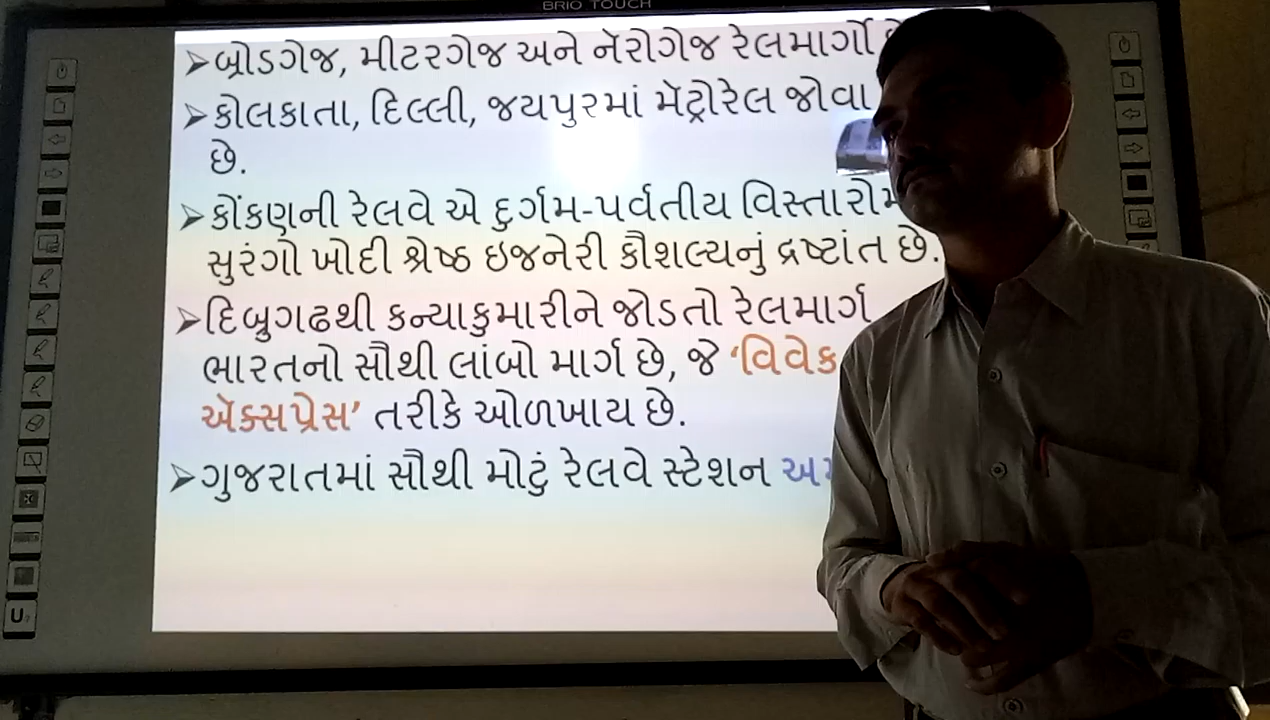 BRIO TOUCH
➢બ્રોડગેજ, મીટરગેજ અને નૅરોગેજ રેલમાર્ગો
➢કોલકાતા, દિલ્લી, જયપુરમાં મૅટ્રોરેલ જોવા
છે.
➢કોંકણની રેલવે એ દુર્ગમ-પર્વતીય
સુરંગો ખોદી શ્રેષ્ઠ ઇજનેરી કૌશલ્યનું દ્રષ્ટાંત છે.
➢દિબ્રુગઢથી કન્યાકુમારીને જોડતો રેલમાર્ગ
ભારતનો સૌથી લાંબો માર્ગ છે, જે ‘વિવેક
ઍક્સપ્રેસ’ તરીકે ઓળખાય છે.
➢ગુજરાતમાં સૌથી મોટું રેલવે સ્ટેશન